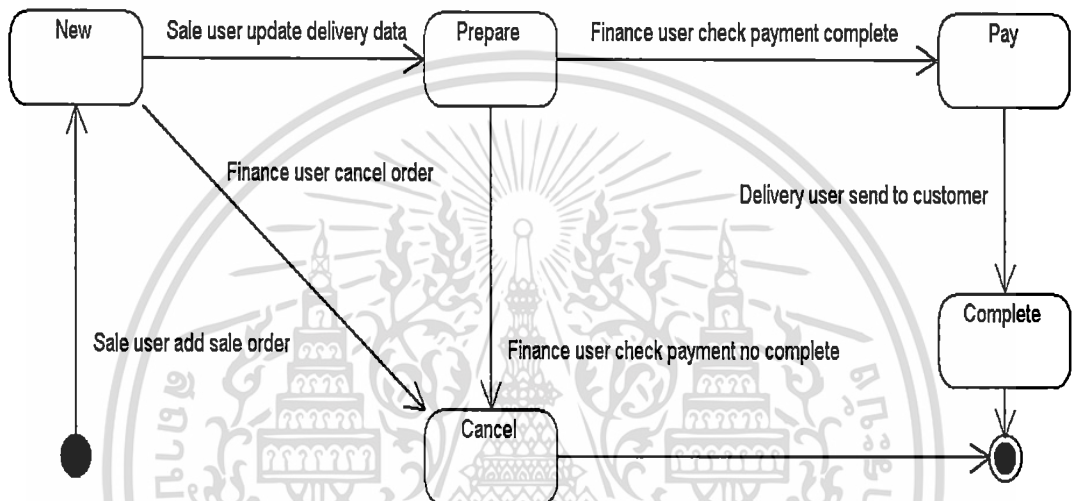 New
Sale user update delivery data
Prepare
Finance user check payment complete
Pay
Finance user cancel order
Delivery user send to customer
Sale user add sale order
Finance user check payment no complete
Complete
Cancel